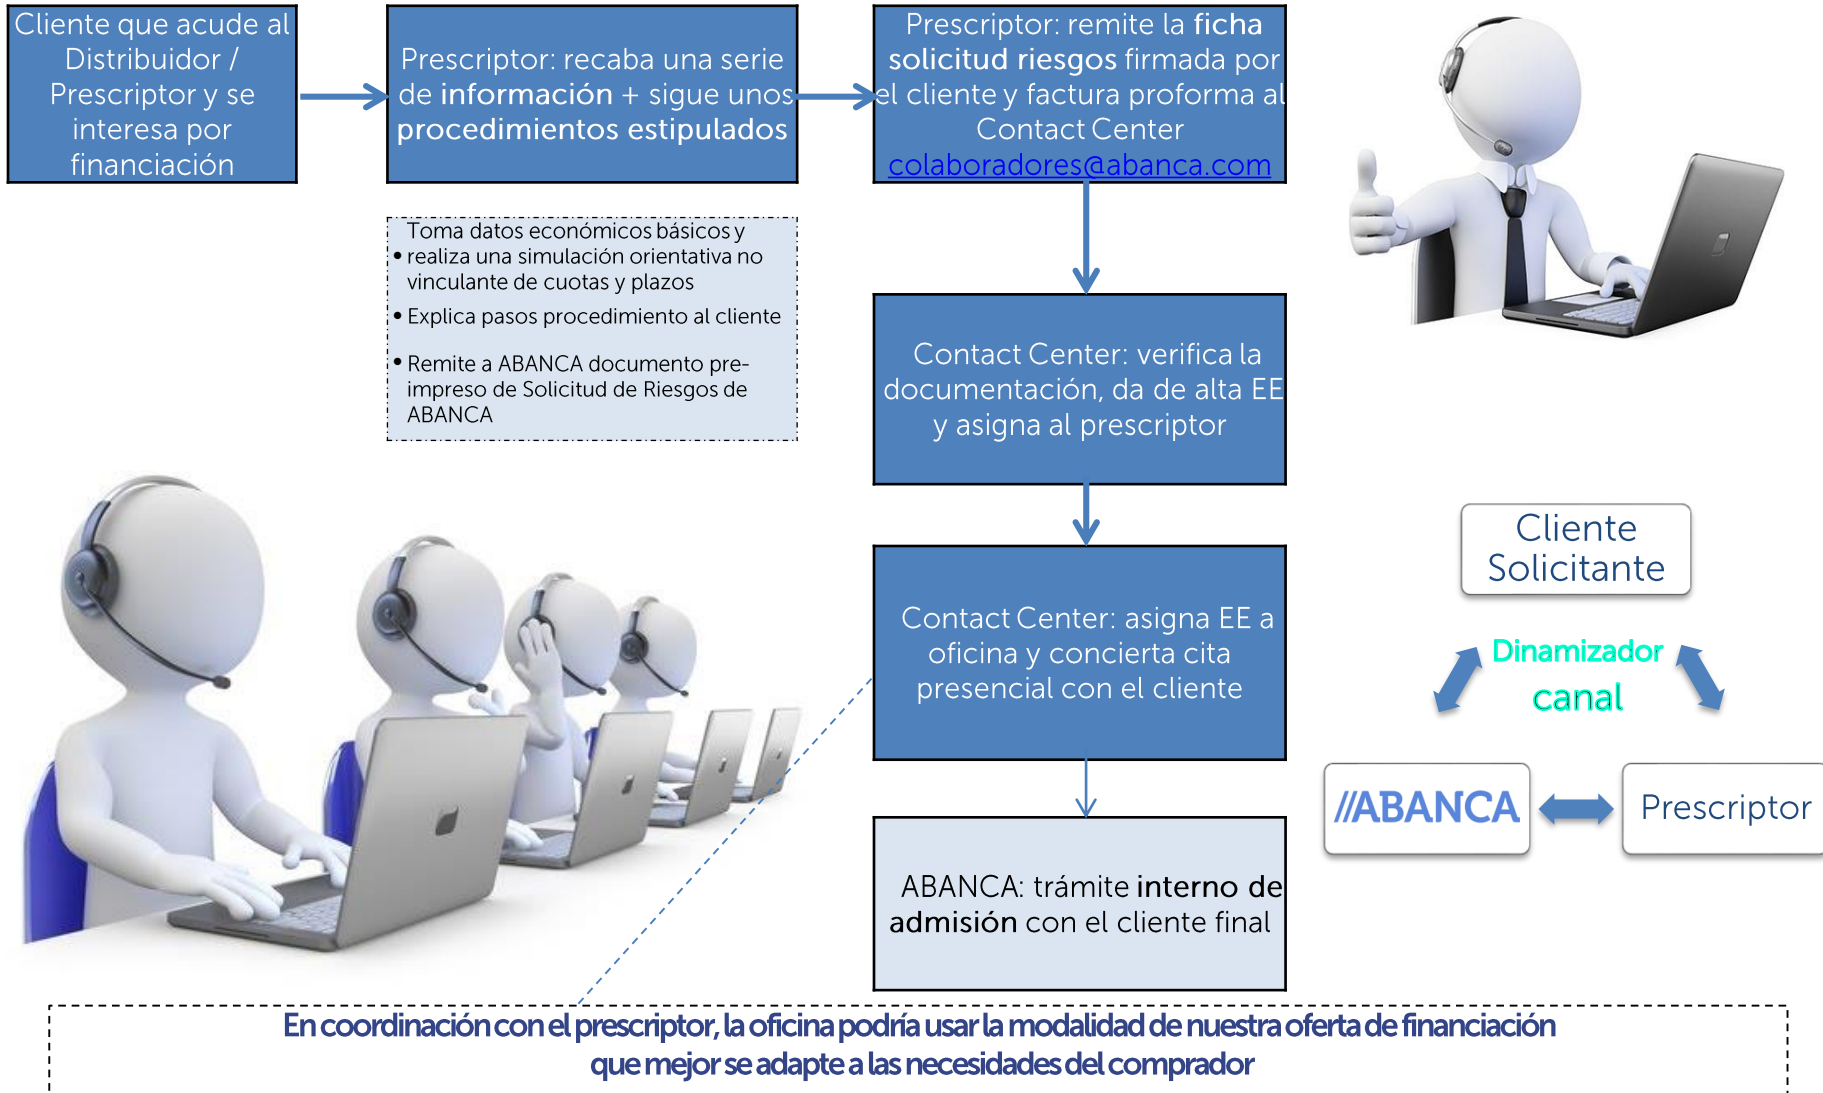 Cliente que acude al
Distribuidor /
Prescriptor y se
interesa por
financiación
Prescriptor: recaba una serie
de información + sigue unos
procedimientos estipulados
Prescriptor: remite la ficha
solicitud riesgos firmada por
el cliente y factura proforma al
Contact Center
colaboradores@abanca.com
Toma datos económicos básicos y
• realiza una simulación orientativa no
vinculante de cuotas y plazos
• Explica pasos procedimiento al cliente
• Remite a ABANCA documento pre-
impreso de Solicitud de Riesgos de
ABANCA
Contact Center: verifica la
documentación, da de alta EE
y asigna al prescriptor
Contact Center: asigna EE a
oficina y concierta cita
presencial con el cliente
ABANCA: trámite interno de
admisión con el cliente final
Cliente
Solicitante
Dinamizador
canal
//ABANCA
Prescriptor
En coordinación con el prescriptor, la oficina podría usar la modalidad de nuestra oferta de financiación
que mejor se adapte a las necesidades del comprador